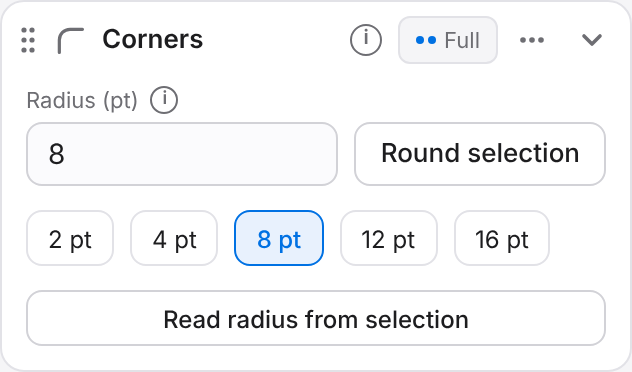 Corners
Full
Radius (pt)
8
Round selection
2 pt
4 pt
8 pt
12 pt
16 pt
Read radius from selection